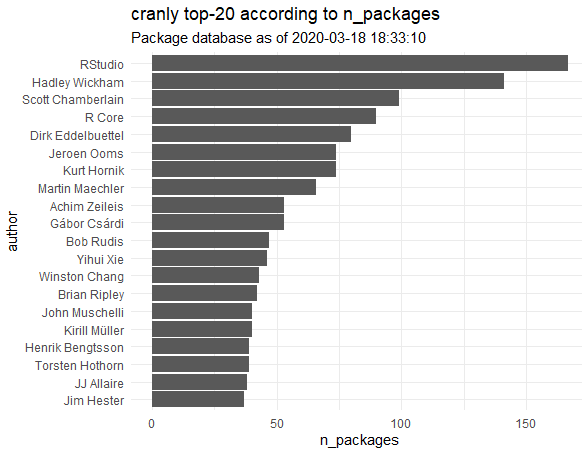 cranly top-20 according to n_packages
Package database as of 2020-03-18 18:33:10
RStudio
Hadley Wickham
Scott Chamberlain
R Core
Dirk Eddelbuettel
Jeroen Ooms
Kurt Hornik
Martin Maechler
Achim Zeileis
Gábor Csárdi
Bob Rudis
Yihui Xie
Winston Chang
Brian Ripley
John Muschelli
Kirill Müller
Henrik Bengtsson
Torsten Hothorn
JJ Allaire
Jim Hester
author
0 50 100 150
n_packages